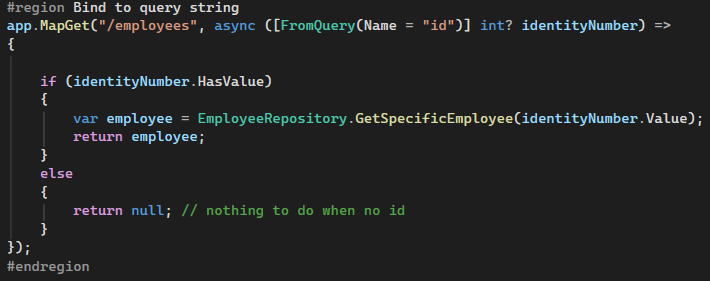 #region Bind to query string
app.MapGet("/employees", async ([FromQuery(Name = "id")] int? identityNumber) =>
{
if (identityNumber.HasValue)
{
var employee = EmployeeRepository.GetSpecificEmployee(identityNumber.Value);
return employee;
}
else
{
return null; // nothing to do when no id
}
});
#endregion